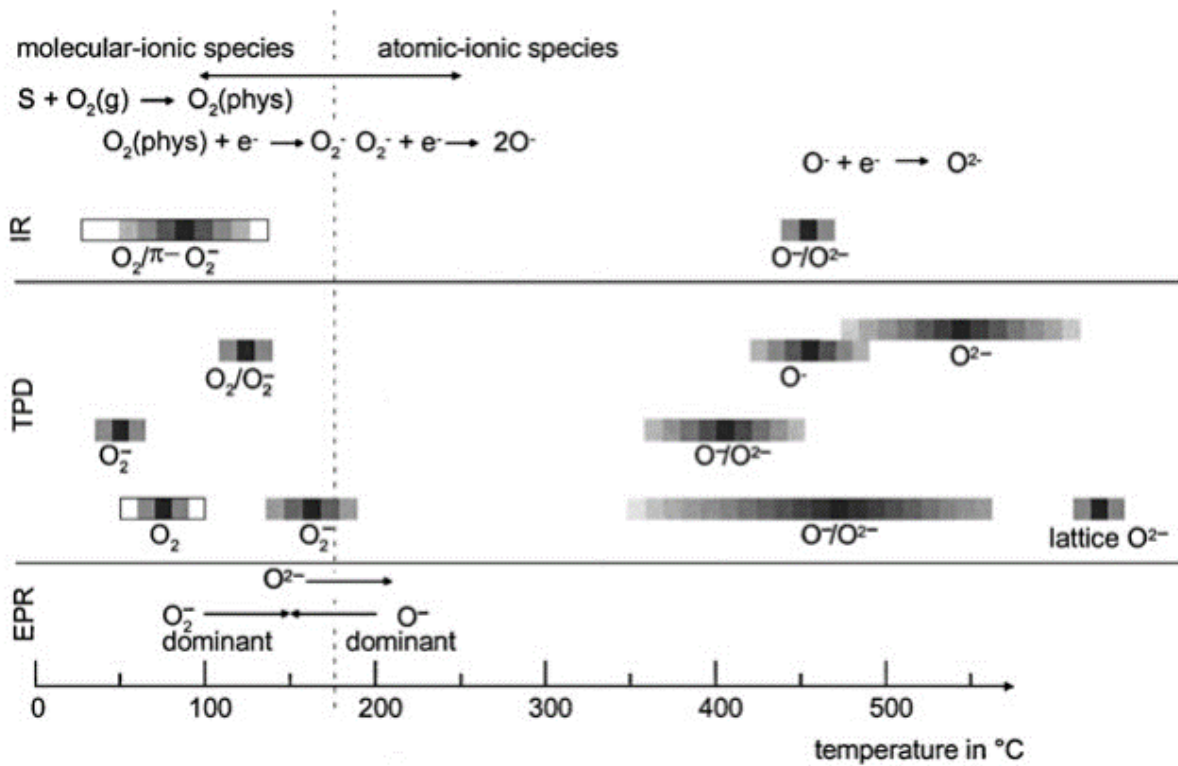 molecular-ionic species atomic-ionic species
S + O₂(g) → O₂(phys)
O₂(phys) + e⁻ → O₂⁻ O₂⁻ + e⁻ → 2O⁻
O⁻ + e⁻ → O²⁻
IR
O₂/π– O₂⁻
O⁻/O²⁻
TPD
O²⁻
O₂/O₂⁻
O⁻
O₂⁻
O⁻/O²⁻
O₂
O₂⁻
O⁻/O²⁻
lattice O²⁻
EPR
O²⁻ →
O₂⁻ → ← O⁻
dominant dominant
0 100 200 300 400 500
temperature in °C